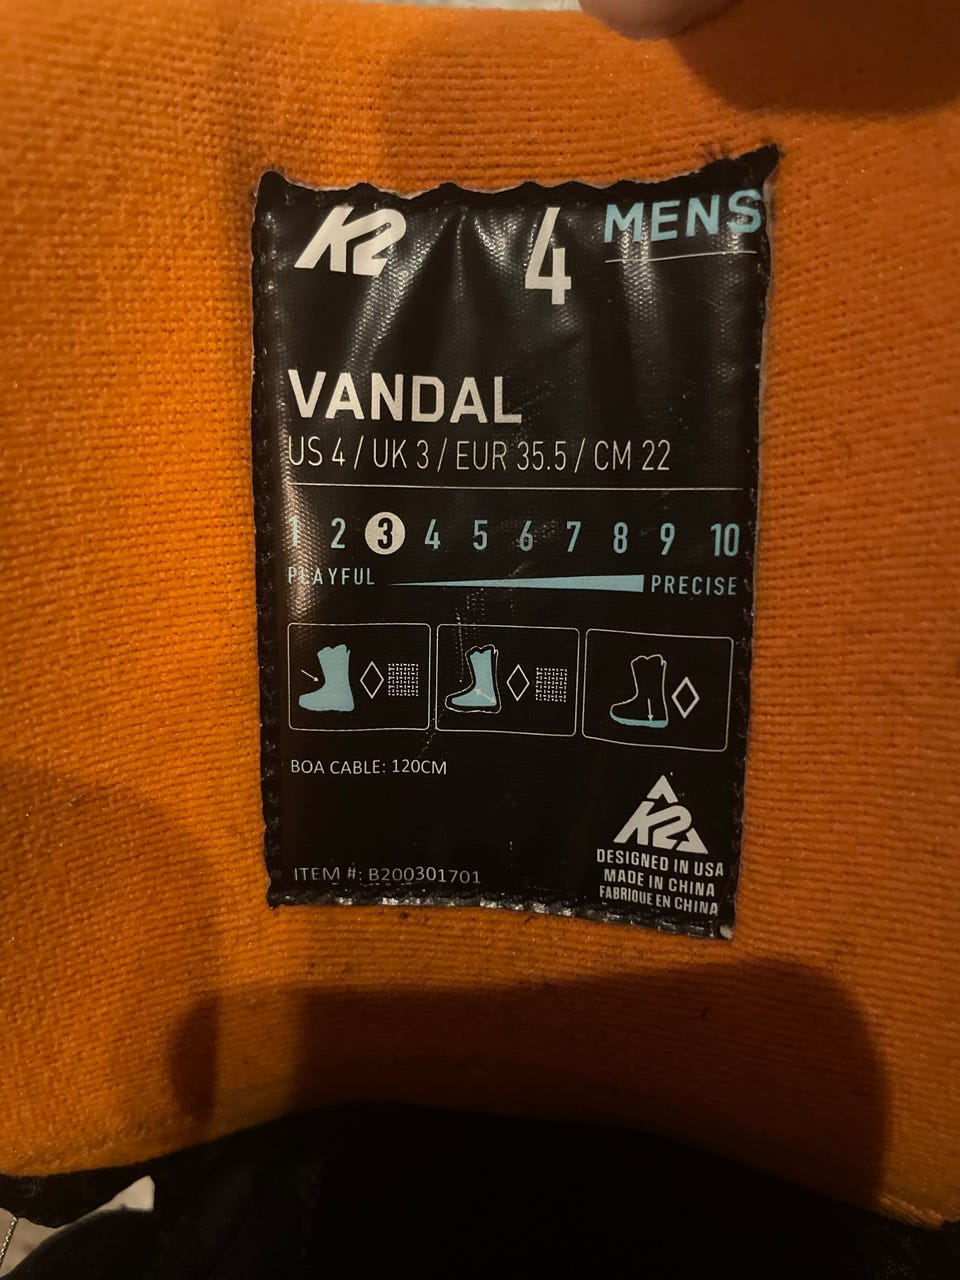 K2 4 MENS
VANDAL
US 4 / UK 3 / EUR 35.5 / CM 22
1 2 3 4 5 6 7 8 9 10
PLAYFUL PRECISE
BOA CABLE: 120CM
K2
ITEM #: B200301701
DESIGNED IN USA
MADE IN CHINA
FABRIQUE EN CHINA